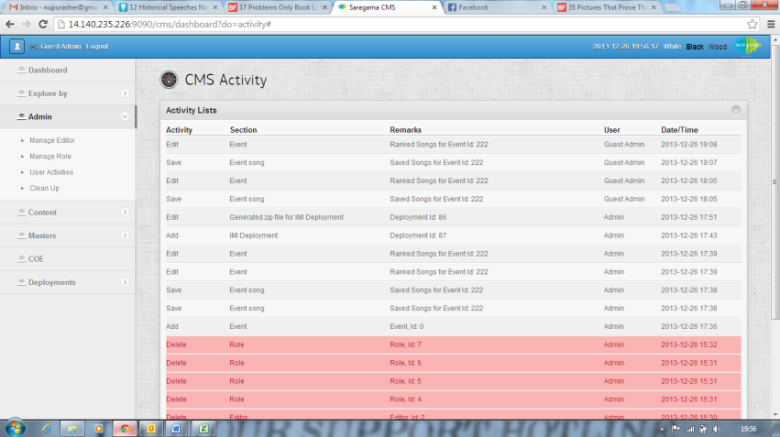 Inbox - nupurasher@gma
12 Historical Speeches No
17 Problems Only Book Lo
Saregama CMS
Facebook
35 Pictures That Prove The
14.140.235.226:9090/cms/dashboard?do=activity#
Guest Admin Logout
2013-12-26 19:56:17 White Black Wood
Dashboard
Explore by
Admin
Manage Editor
Manage Role
User Activities
Clean Up
Content
Masters
COE
Deployments
CMS Activity
Activity Lists
Activity Section Remarks User Date/Time
Edit Event Ranked Songs for Event Id: 222 Guest Admin 2013-12-26 19:08
Save Event song Saved Songs for Event Id: 222 Guest Admin 2013-12-26 19:07
Edit Event Ranked Songs for Event Id: 222 Guest Admin 2013-12-26 18:05
Save Event song Saved Songs for Event Id: 222 Guest Admin 2013-12-26 18:05
Edit Generated zip file for IMI Deployment Deployment Id: 86 Admin 2013-12-26 17:51
Add IMI Deployment Deployment Id: 87 Admin 2013-12-26 17:43
Edit Event Ranked Songs for Event Id: 222 Admin 2013-12-26 17:39
Edit Event Ranked Songs for Event Id: 222 Admin 2013-12-26 17:39
Save Event song Saved Songs for Event Id: 222 Admin 2013-12-26 17:38
Save Event song Saved Songs for Event Id: 222 Admin 2013-12-26 17:38
Add Event Event, Id: 0 Admin 2013-12-26 17:36
Delete Role Role, Id: 7 Admin 2013-12-26 15:32
Delete Role Role, Id: 6 Admin 2013-12-26 15:31
Delete Role Role, Id: 5 Admin 2013-12-26 15:31
Delete Role Role, Id: 4 Admin 2013-12-26 15:31
Delete Editor Editor, Id: 2 Admin 2013-12-26 15:30
OUR SUPPORT HOTLINE
19:56